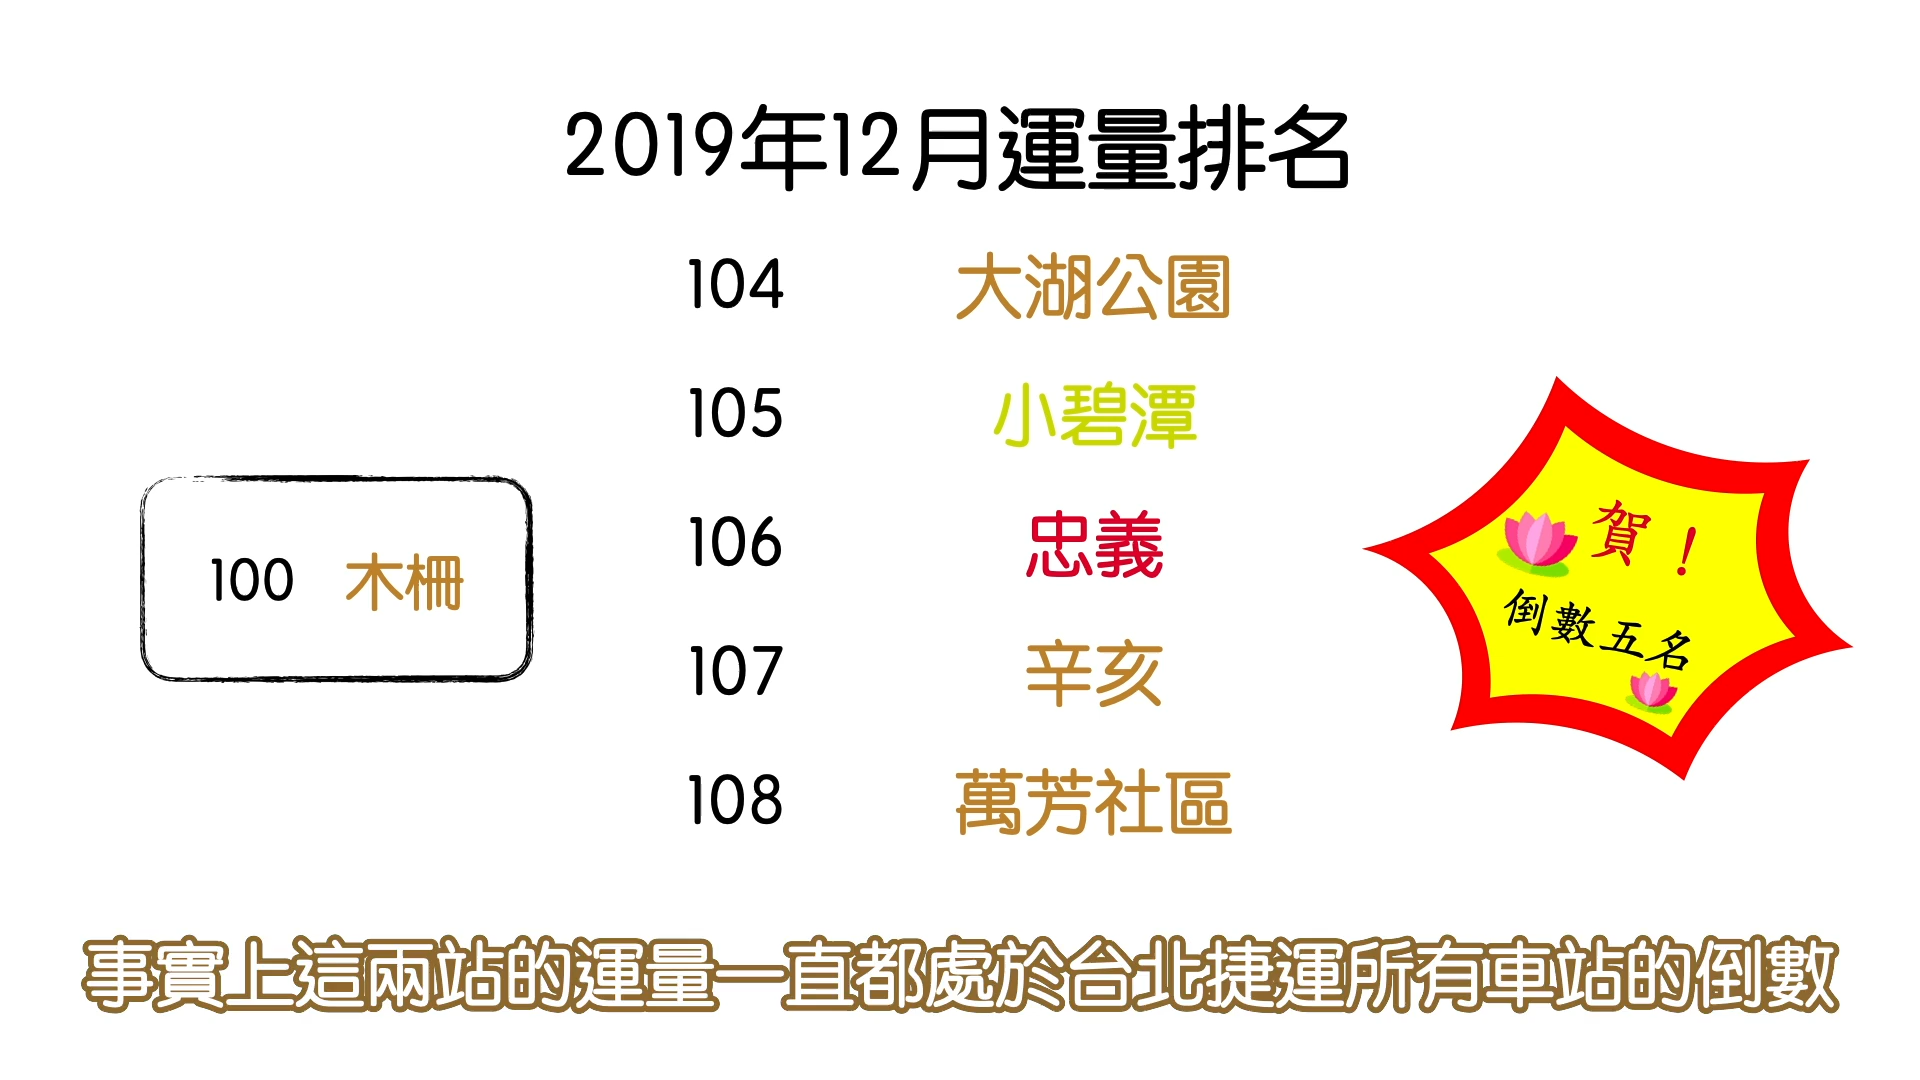 2019年12月運量排名
104 大湖公園
105 小碧潭
106 忠義
107 辛亥
108 萬芳社區
100 木柵
賀！
倒數五名
事實上這兩站的運量一直都處於台北捷運所有車站的倒數